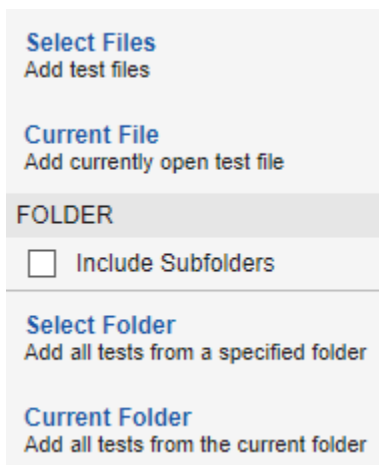 Select Files
Add test files
Current File
Add currently open test file
FOLDER
Include Subfolders
Select Folder
Add all tests from a specified folder
Current Folder
Add all tests from the current folder